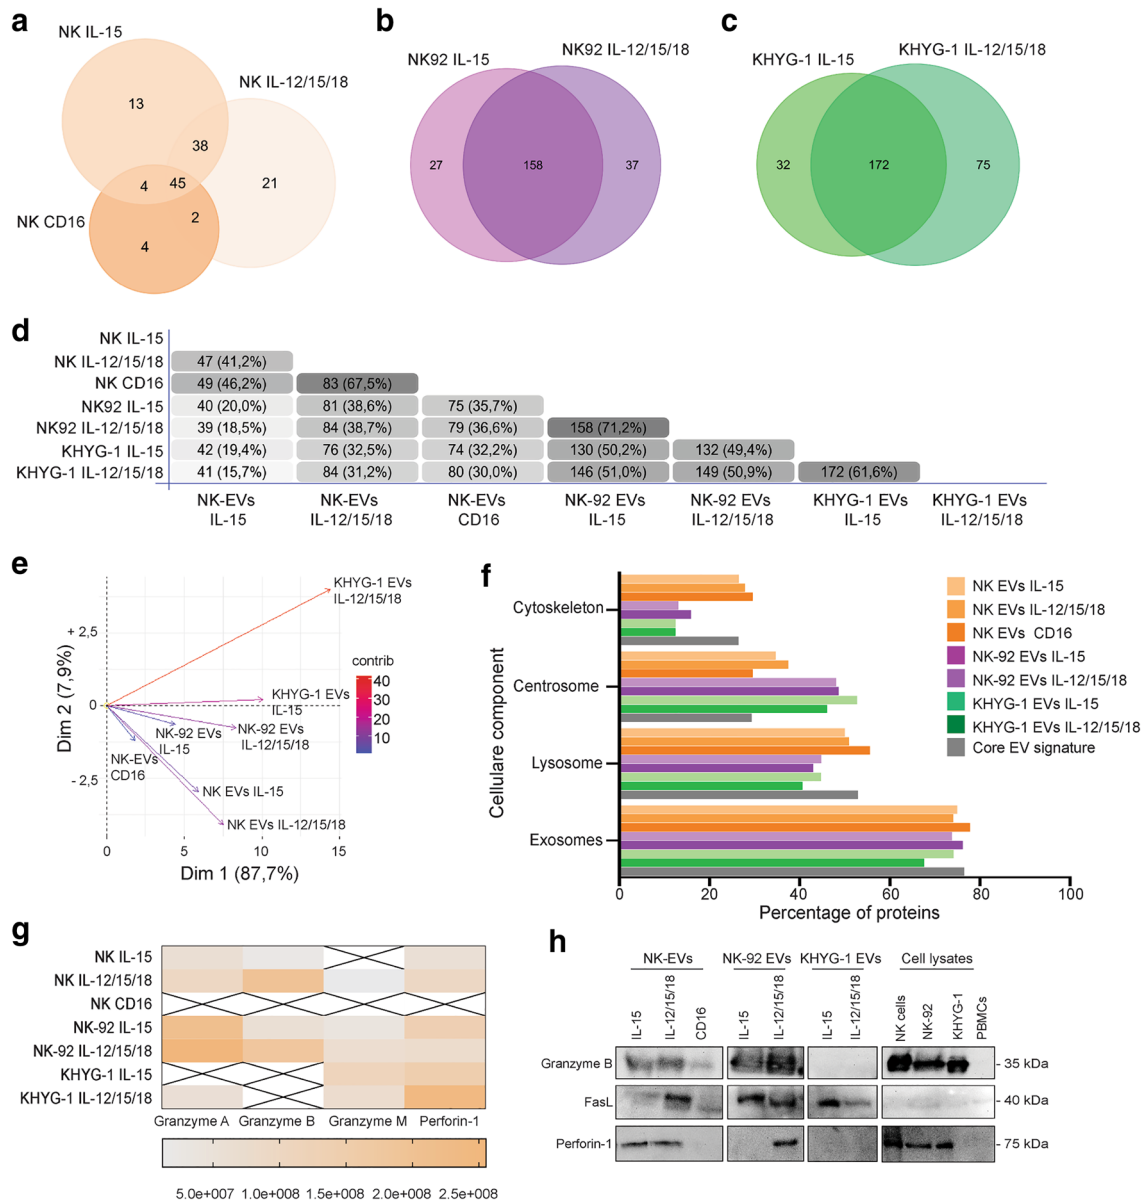 a
NK IL-15
NK IL-12/15/18
13
38
4
45
21
2
NK CD16
4
b
NK92 IL-15
NK92 IL-12/15/18
27
158
37
c
KHYG-1 IL-15
KHYG-1 IL-12/15/18
32
172
75
d
NK IL-15
NK IL-12/15/18 47 (41,2%)
NK CD16 49 (46,2%) 83 (67,5%)
NK92 IL-15 40 (20,0%) 81 (38,6%) 75 (35,7%)
NK92 IL-12/15/18 39 (18,5%) 84 (38,7%) 79 (36,6%) 158 (71,2%)
KHYG-1 IL-15 42 (19,4%) 76 (32,5%) 74 (32,2%) 130 (50,2%) 132 (49,4%)
KHYG-1 IL-12/15/18 41 (15,7%) 84 (31,2%) 80 (30,0%) 146 (51,0%) 149 (50,9%) 172 (61,6%)
NK-EVs NK-EVs NK-EVs NK-92 EVs NK-92 EVs KHYG-1 EVs KHYG-1 EVs
IL-15 IL-12/15/18 CD16 IL-15 IL-12/15/18 IL-15 IL-12/15/18
e
KHYG-1 EVs
IL-12/15/18
+ 2,5
0
- 2,5
Dim 2 (7,9%)
KHYG-1 EVs
IL-15
NK-92 EVs
IL-15
NK-92 EVs
IL-12/15/18
NK-EVs
CD16
NK EVs IL-15
NK EVs IL-12/15/18
0 5 10 15
Dim 1 (87,7%)
contrib
40
30
20
10
f
Cellulare component
Cytoskeleton
Centrosome
Lysosome
Exosomes
0 20 40 60 80 100
Percentage of proteins
NK EVs IL-15
NK EVs IL-12/15/18
NK EVs CD16
NK-92 EVs IL-15
NK-92 EVs IL-12/15/18
KHYG-1 EVs IL-15
KHYG-1 EVs IL-12/15/18
Core EV signature
g
NK IL-15
NK IL-12/15/18
NK CD16
NK-92 IL-15
NK-92 IL-12/15/18
KHYG-1 IL-15
KHYG-1 IL-12/15/18
Granzyme A Granzyme B Granzyme M Perforin-1
5.0e+007 1.0e+008 1.5e+008 2.0e+008 2.5e+008
h
NK-EVs NK-92 EVs KHYG-1 EVs Cell lysates
IL-15 IL-12/15/18 CD16 IL-15 IL-12/15/18 IL-15 IL-12/15/18 NK cells NK-92 KHYG-1 PBMCs
Granzyme B - 35 kDa
FasL - 40 kDa
Perforin-1 - 75 kDa